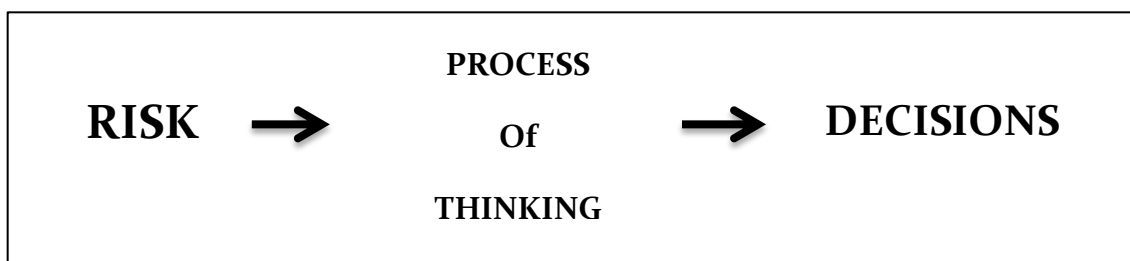 RISK
PROCESS
Of
THINKING
DECISIONS